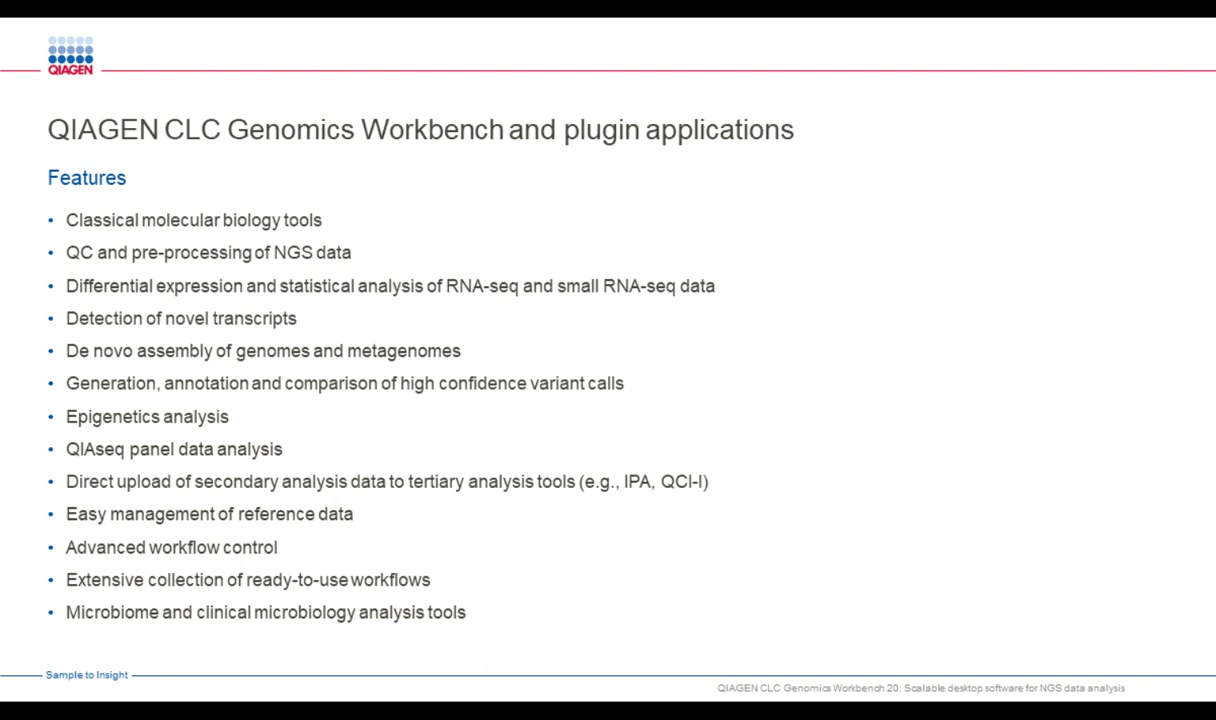 QIAGEN
QIAGEN CLC Genomics Workbench and plugin applications
Features
• Classical molecular biology tools
• QC and pre-processing of NGS data
• Differential expression and statistical analysis of RNA-seq and small RNA-seq data
• Detection of novel transcripts
• De novo assembly of genomes and metagenomes
• Generation, annotation and comparison of high confidence variant calls
• Epigenetics analysis
• QIAseq panel data analysis
• Direct upload of secondary analysis data to tertiary analysis tools (e.g., IPA, QCI-I)
• Easy management of reference data
• Advanced workflow control
• Extensive collection of ready-to-use workflows
• Microbiome and clinical microbiology analysis tools
Sample to Insight
QIAGEN CLC Genomics Workbench 20: Scalable desktop software for NGS data analysis